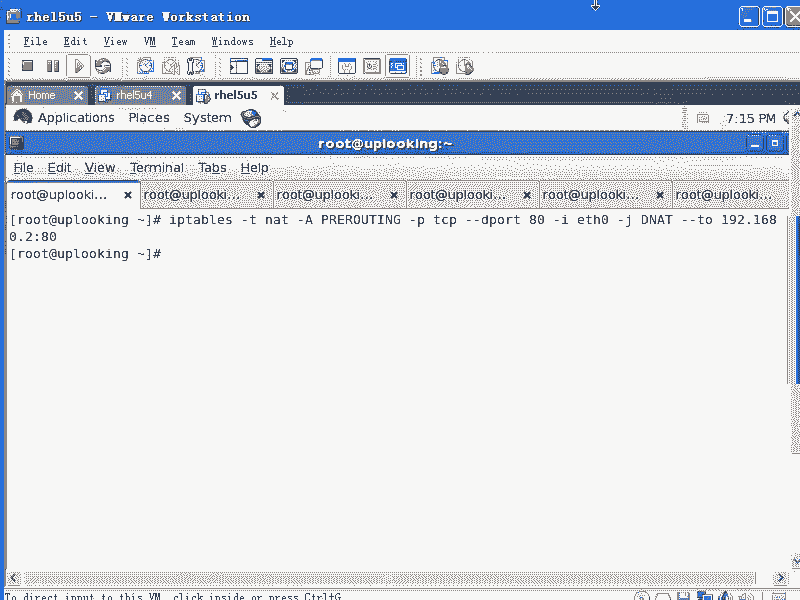 rhel5u5 - VMware Workstation
File Edit View VM Team Windows Help
Home rhel5u4 rhel5u5
Applications Places System 7:15 PM
root@uplooking:~
File Edit View Terminal Tabs Help
root@uplooki... root@uplooki... root@uplooki... root@uplooki... root@uplooki... root@uplooki...
[root@uplooking ~]# iptables -t nat -A PREROUTING -p tcp --dport 80 -i eth0 -j DNAT --to 192.168
0.2:80
[root@uplooking ~]#
To direct input to this VM, click inside or press Ctrl+G.